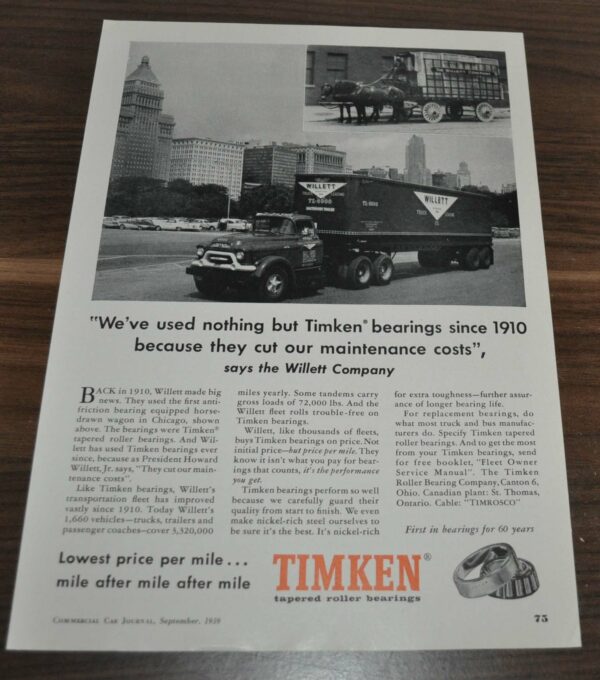 WILLETT
WILLETT
TL-6060
"We've used nothing but Timken® bearings since 1910
because they cut our maintenance costs",
says the Willett Company
BACK in 1910, Willett made big
news. They used the first anti-
friction bearing equipped horse-
drawn wagon in Chicago, shown
above. The bearings were Timken®
tapered roller bearings. And Wil-
lett has used Timken bearings ever
since, because as President Howard
Willett, Jr. says, "They cut our main-
tenance costs".
Like Timken bearings, Willett's
transportation fleet has improved
vastly since 1910. Today Willett's
1,660 vehicles—trucks, trailers and
passenger coaches—cover 3,320,000
miles yearly. Some tandems carry
gross loads of 72,000 lbs. And the
Willett fleet rolls trouble-free on
Timken bearings.
Willett, like thousands of fleets,
buys Timken bearings on price. Not
initial price—but price per mile. They
know it isn't what you pay for bear-
ings that counts, it's the performance
you get.
Timken bearings perform so well
because we carefully guard their
quality from start to finish. We even
make nickel-rich steel ourselves to
be sure it's the best. It's nickel-rich
for extra toughness—further assur-
ance of longer bearing life.
For replacement bearings, do
what most truck and bus manufac-
turers do. Specify Timken tapered
roller bearings. And to get the most
from your Timken bearings, send
for free booklet, "Fleet Owner
Service Manual". The Timken
Roller Bearing Company, Canton 6,
Ohio. Canadian plant: St. Thomas,
Ontario. Cable: "TIMROSCO"
First in bearings for 60 years
Lowest price per mile...
mile after mile after mile
TIMKEN®
tapered roller bearings
COMMERCIAL CAR JOURNAL, September, 1959
75